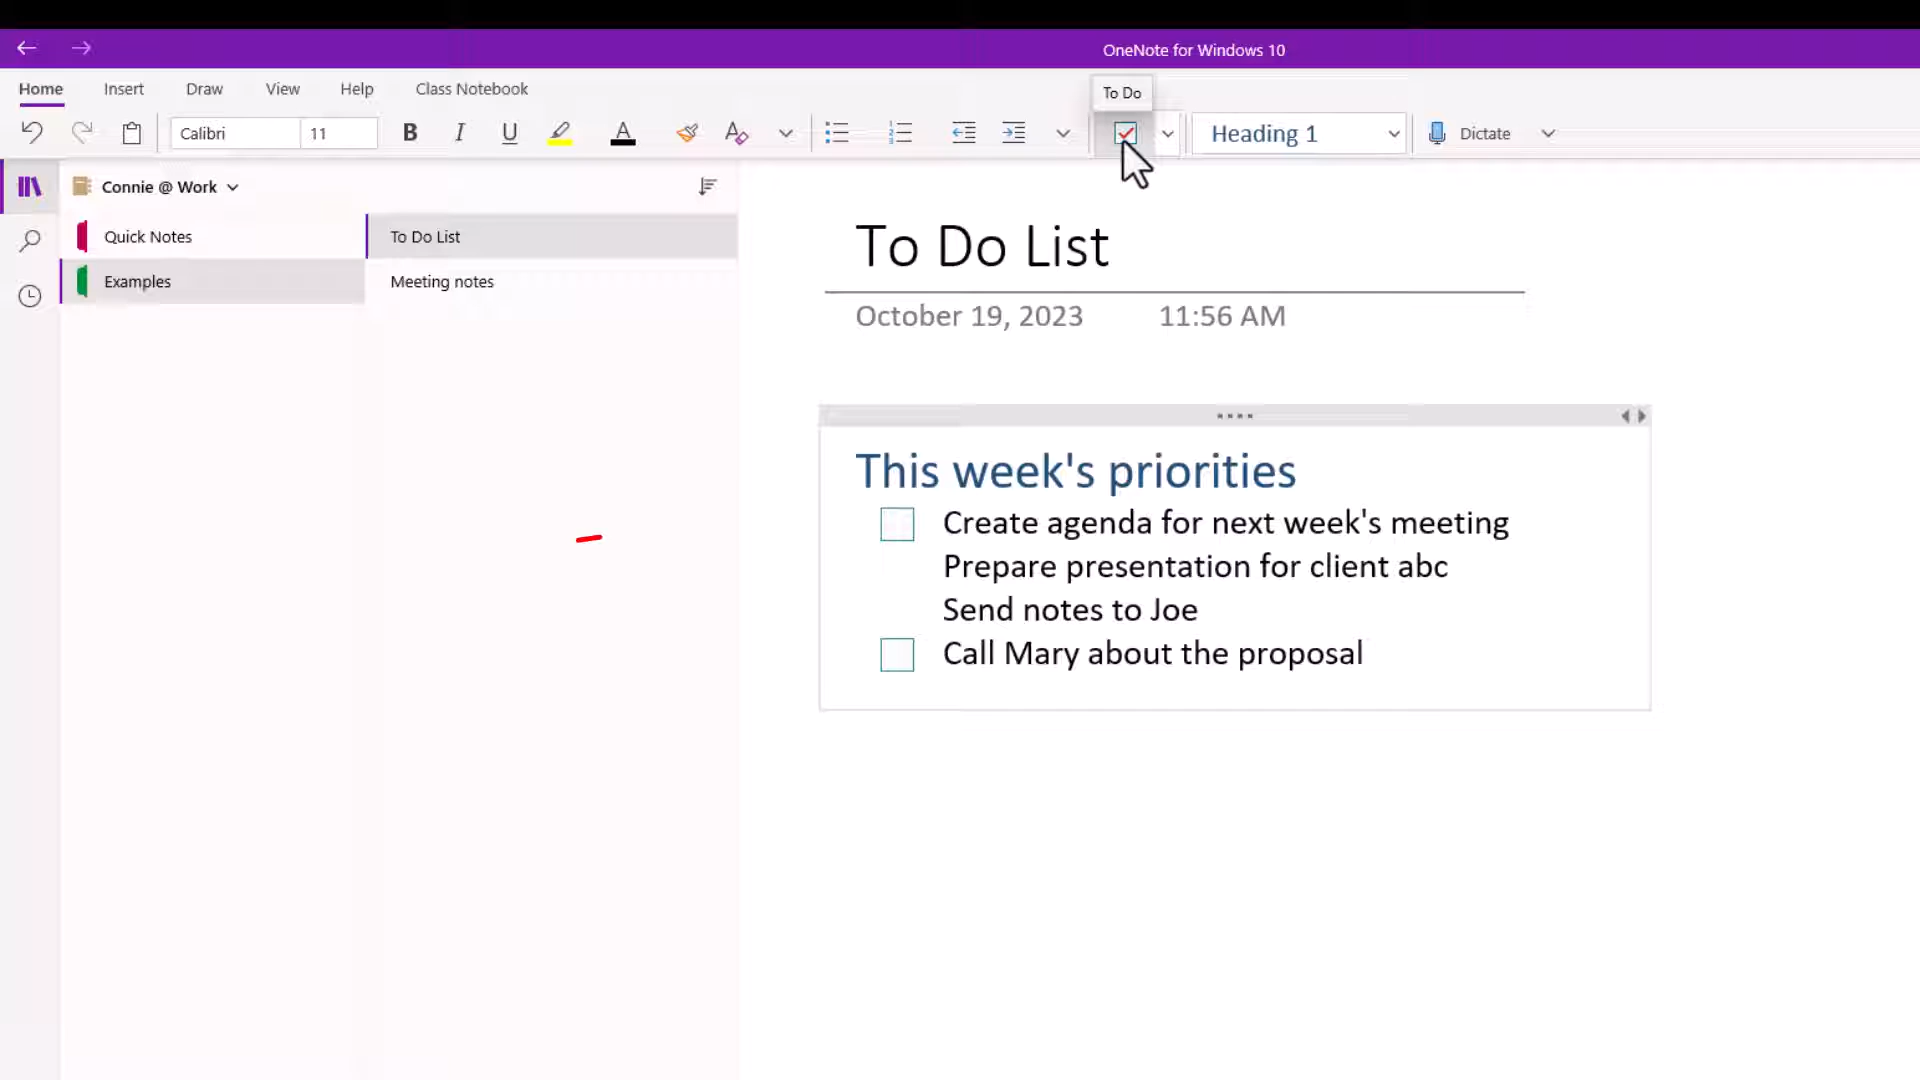 OneNote for Windows 10
Home Insert Draw View Help Class Notebook
To Do
Calibri 11 B I U A A Heading 1 Dictate
Connie @ Work
Quick Notes
Examples
To Do List
Meeting notes
To Do List
October 19, 2023 11:56 AM
This week's priorities
Create agenda for next week's meeting
Prepare presentation for client abc
Send notes to Joe
Call Mary about the proposal